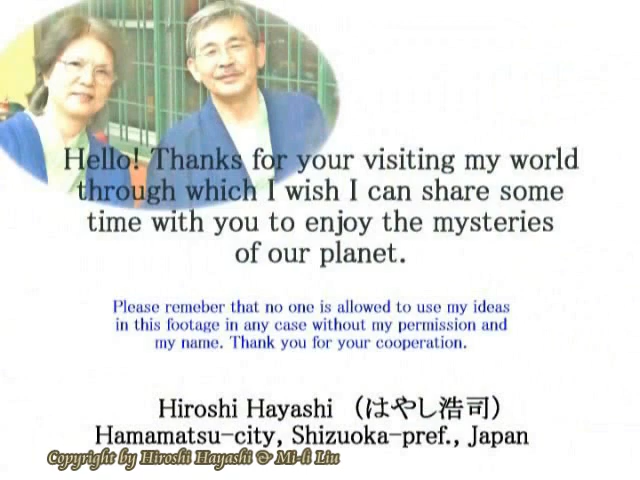 Hello! Thanks for your visiting my world
through which I wish I can share some
time with you to enjoy the mysteries
of our planet.
Please remeber that no one is allowed to use my ideas
in this footage in any case without my permission and
my name. Thank you for your cooperation.
Hiroshi Hayashi （はやし浩司）
Hamamatsu-city, Shizuoka-pref., Japan
Copyright by Hiroshi Hayashi & Mi-li Liu